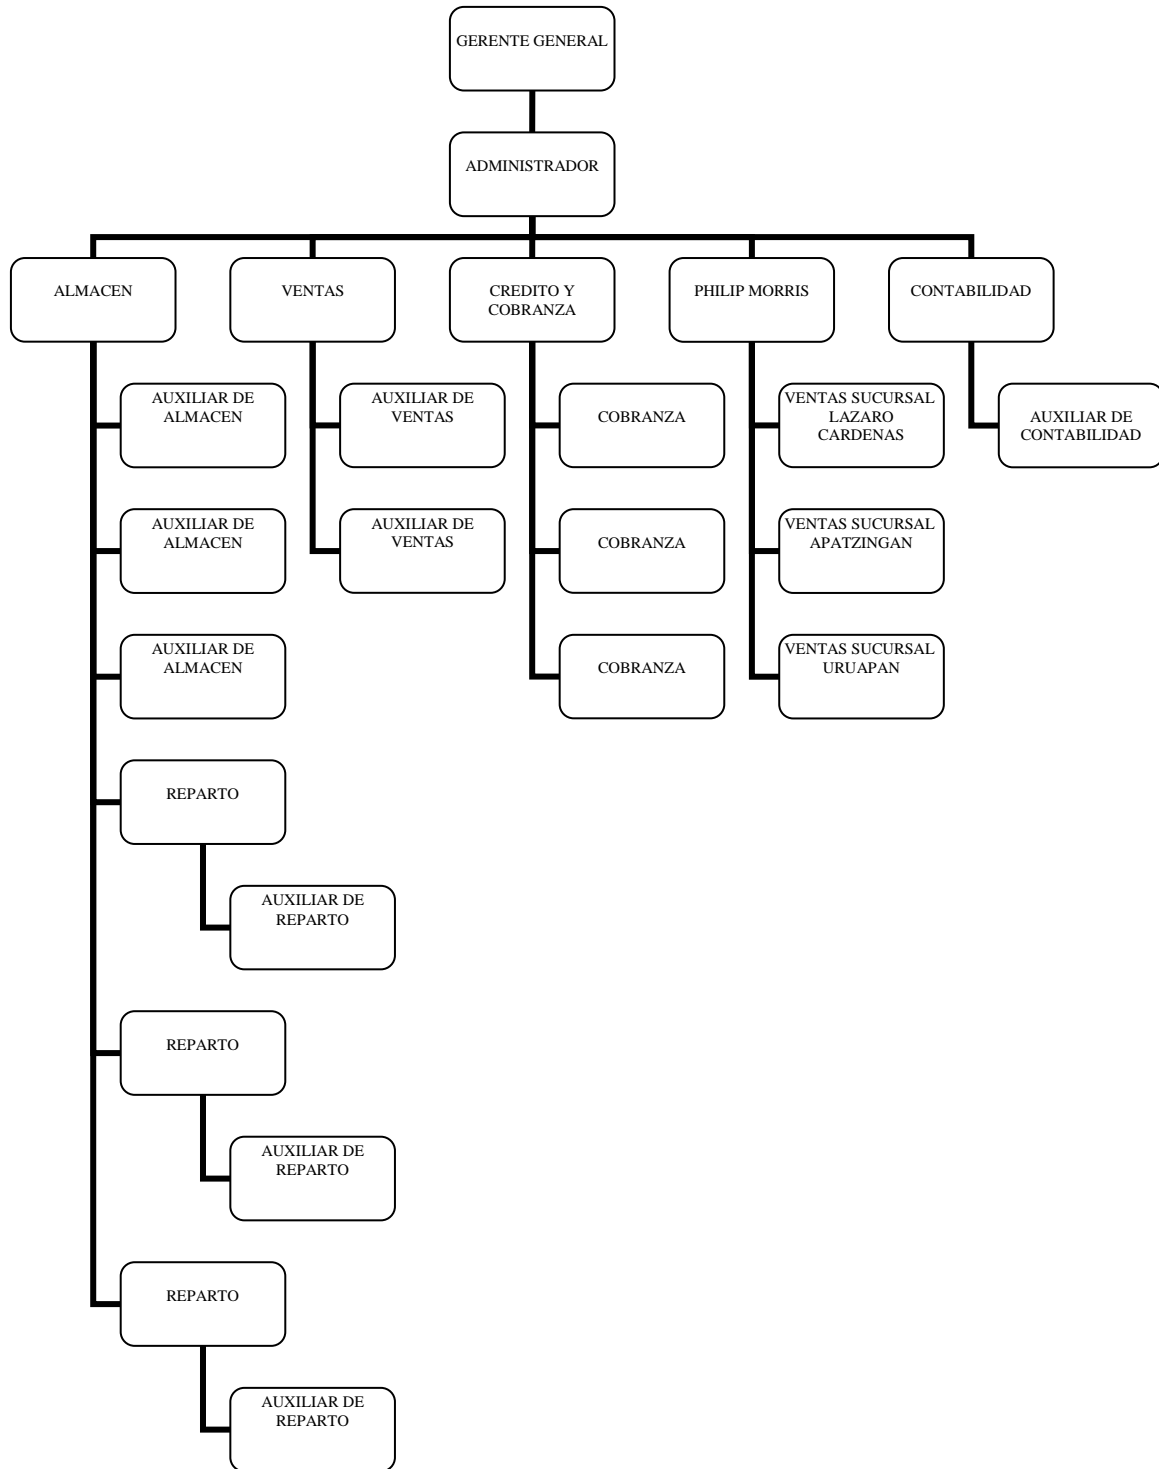 GERENTE GENERAL
ADMINISTRADOR
ALMACEN
VENTAS
CREDITO Y
COBRANZA
PHILIP MORRIS
CONTABILIDAD
AUXILIAR DE
ALMACEN
AUXILIAR DE
VENTAS
COBRANZA
VENTAS SUCURSAL
LAZARO
CARDENAS
AUXILIAR DE
CONTABILIDAD
AUXILIAR DE
ALMACEN
AUXILIAR DE
VENTAS
COBRANZA
VENTAS SUCURSAL
APATZINGAN
AUXILIAR DE
ALMACEN
COBRANZA
VENTAS SUCURSAL
URUAPAN
REPARTO
AUXILIAR DE
REPARTO
REPARTO
AUXILIAR DE
REPARTO
REPARTO
AUXILIAR DE
REPARTO